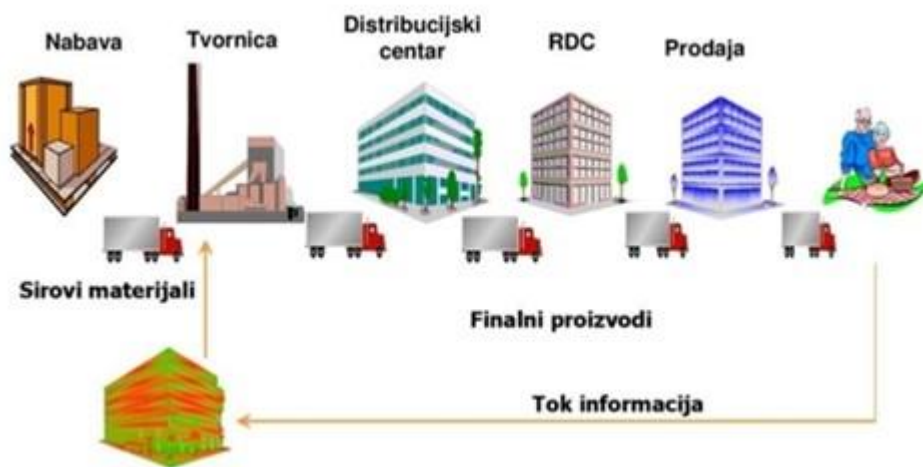 Nabava
Tvornica
Distribucijski
centar
RDC
Prodaja
Sirovi materijali
Finalni proizvodi
Tok informacija